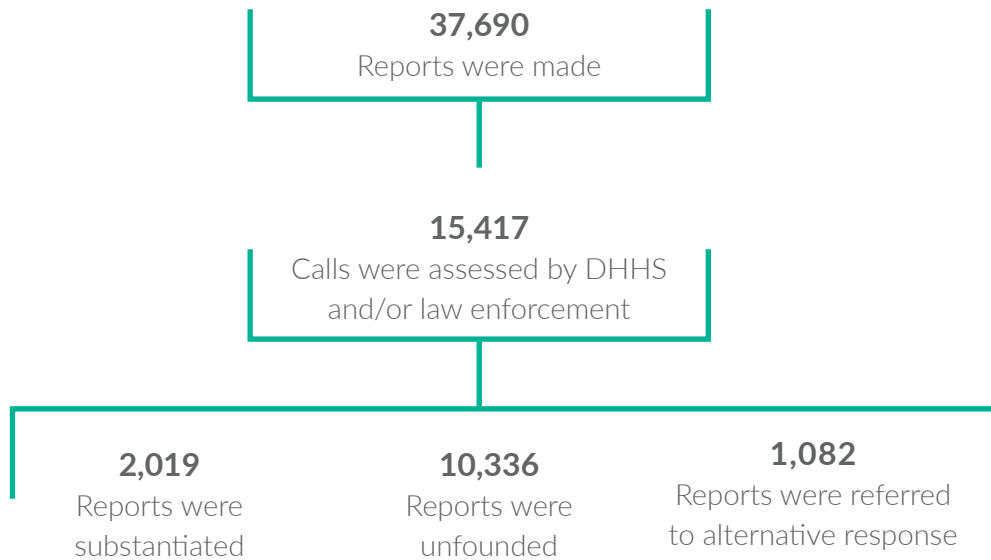 37,690
Reports were made
15,417
Calls were assessed by DHHS
and/or law enforcement
2,019
Reports were
substantiated
10,336
Reports were
unfounded
1,082
Reports were referred
to alternative response